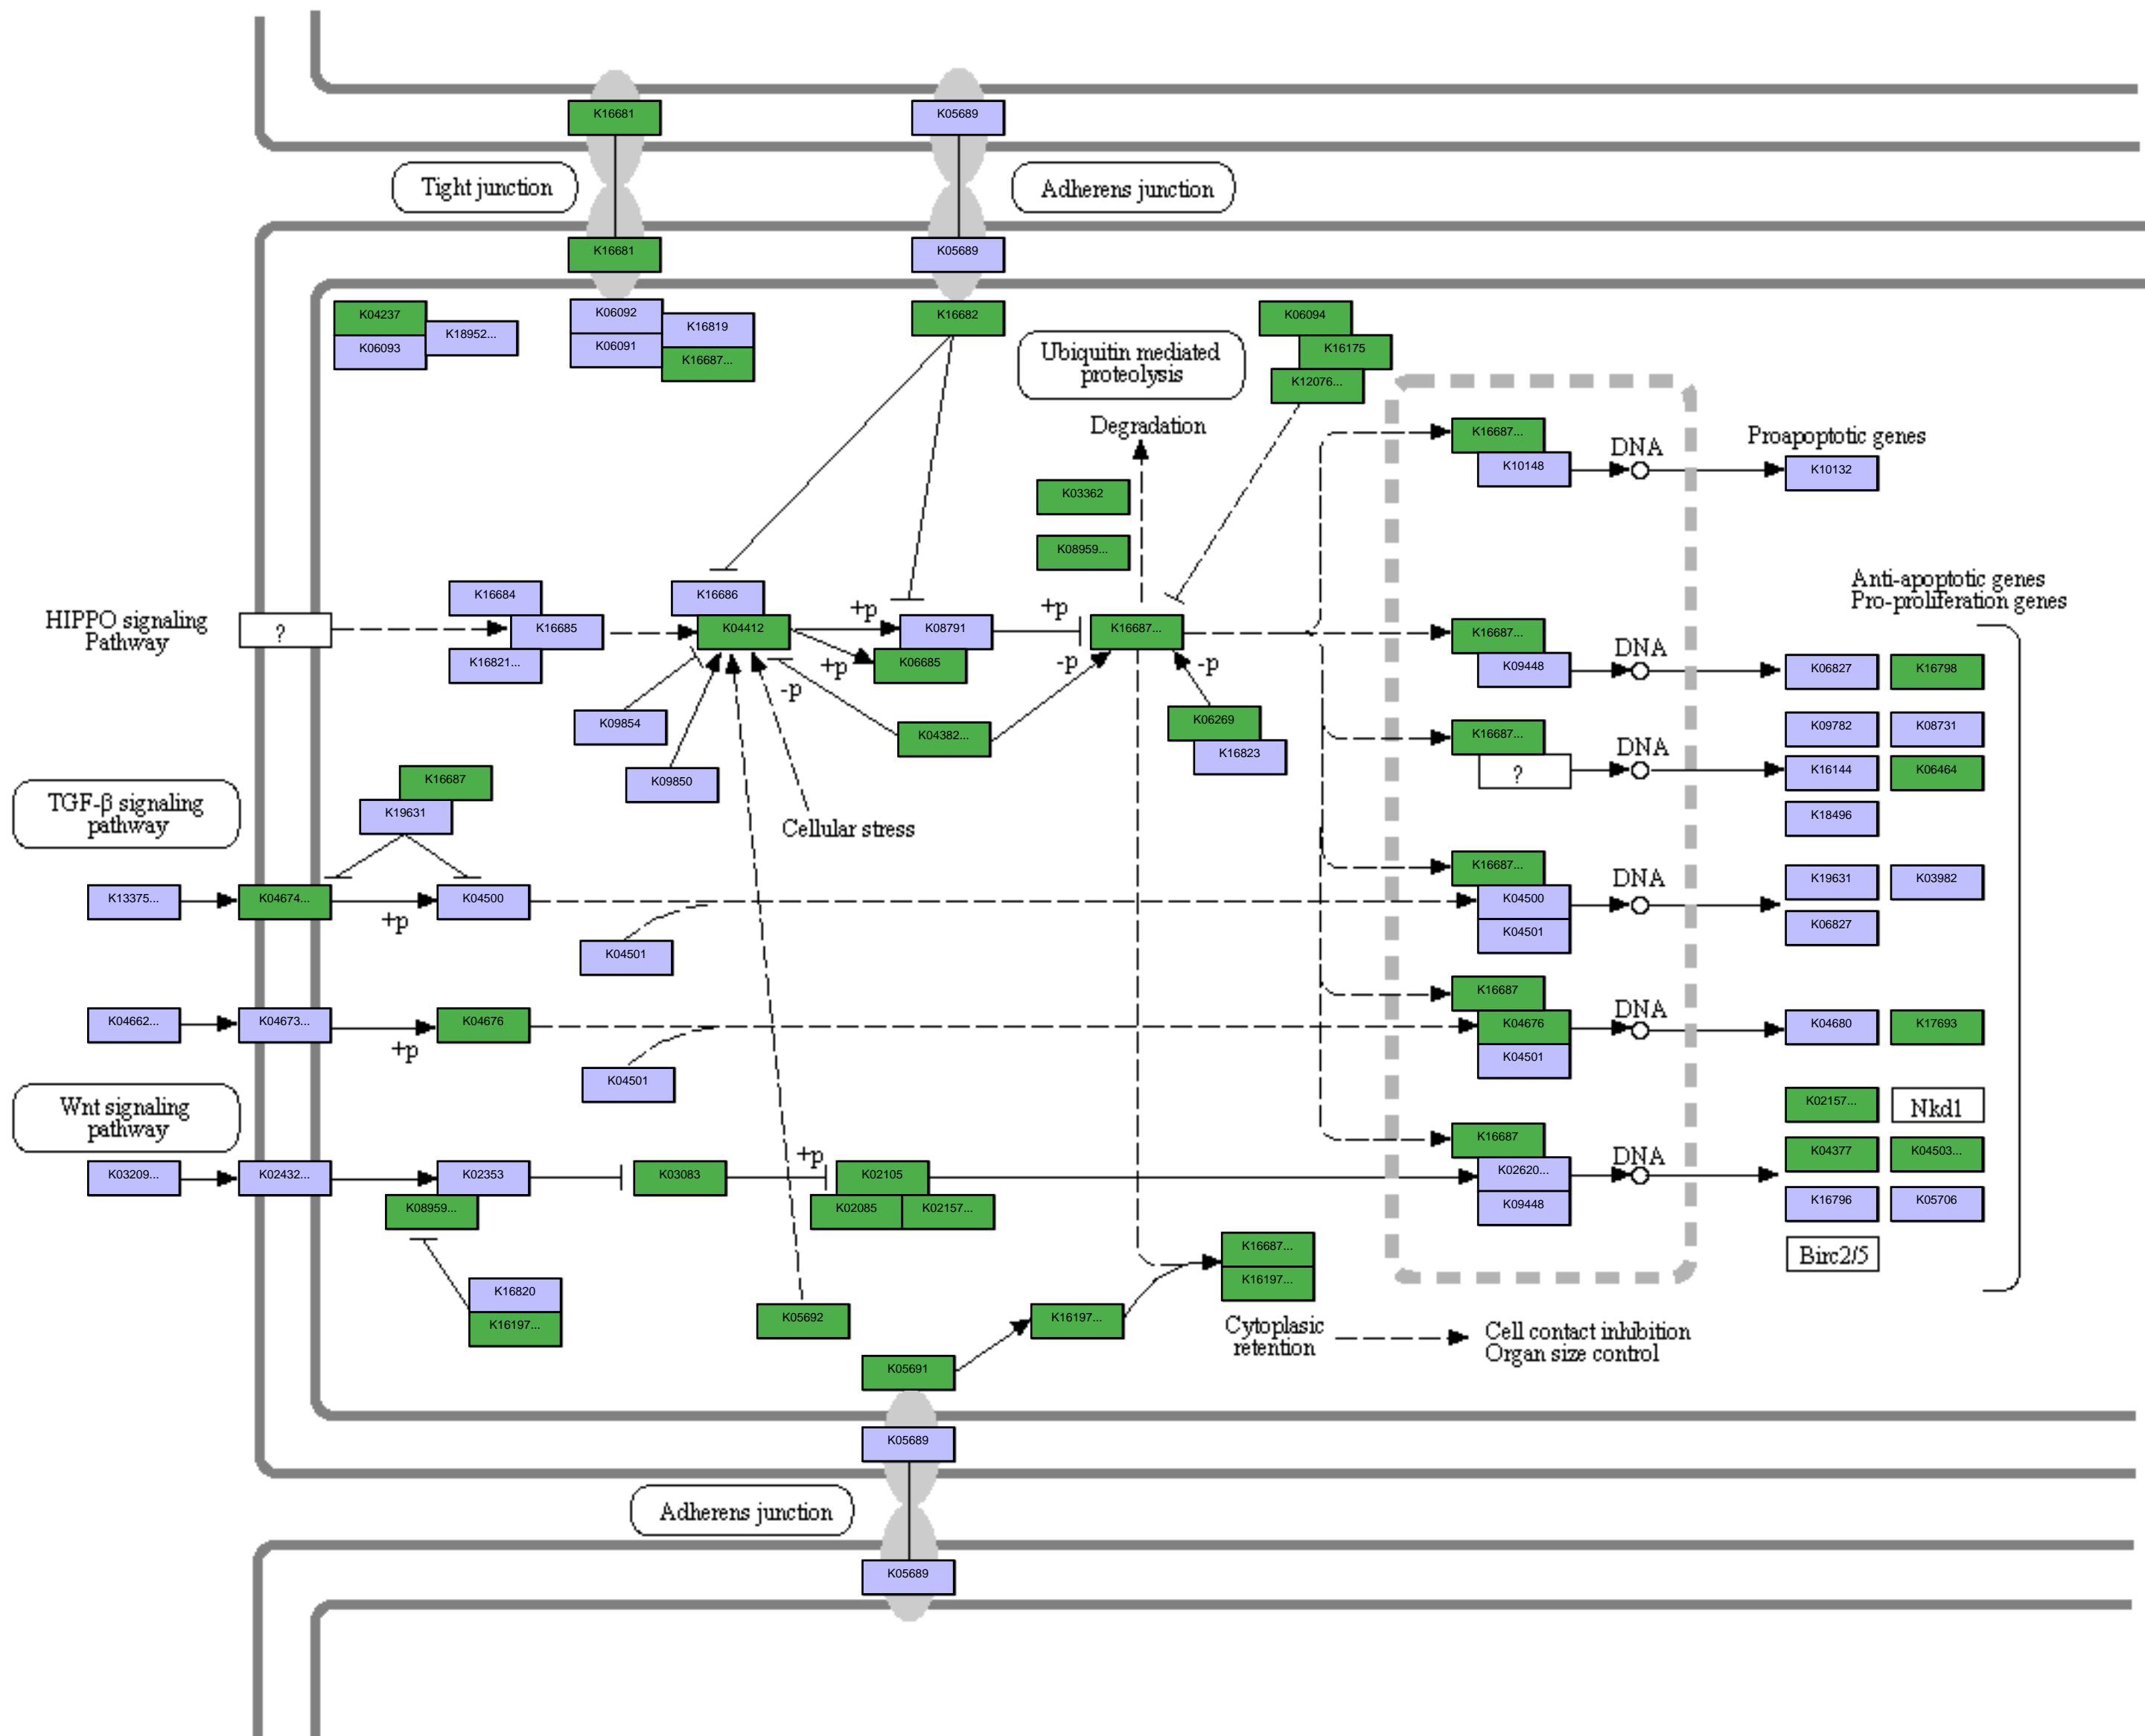 K16681
K05689
Tight junction
Adherens junction
K16681
K05689
K04237
K18952...
K06093
K06092
K16819
K06091
K16687...
K16682
K06094
K16175
K12076...
Ubiquitin mediated
proteolysis
Degradation
K16687...
K10148
DNA
Proapoptotic genes
K10132
K03362
K08959...
Anti-apoptotic genes
Pro-proliferation genes
HIPPO signaling
Pathway
?
K16684
K16685
K16821...
K16686
K04412
+p
+p
K08791
K06685
+p
K16687...
-p
-p
-p
K16687...
K09448
DNA
K06827
K16798
K09854
K09850
K04382...
K06269
K16823
K16687...
?
DNA
K09782
K08731
K16144
K06464
K18496
Cellular stress
TGF-β signaling
pathway
K16687
K19631
K13375...
K04674...
+p
K04500
K04501
K16687...
K04500
K04501
DNA
K19631
K03982
K06827
K04662...
K04673...
+p
K04676
K04501
K16687
K04676
K04501
DNA
K04680
K17693
Wnt signaling
pathway
K03209...
K02432...
K02353
K08959...
K03083
+p
K02105
K02085
K02157...
K16687
K02620...
K09448
DNA
K02157...
Nkd1
K04377
K04503...
K16796
K05706
Birc2/5
K16820
K16197...
K05692
K16197...
K16687...
K16197...
Cytoplasic
retention
Cell contact inhibition
Organ size control
K05691
K05689
Adherens junction
K05689